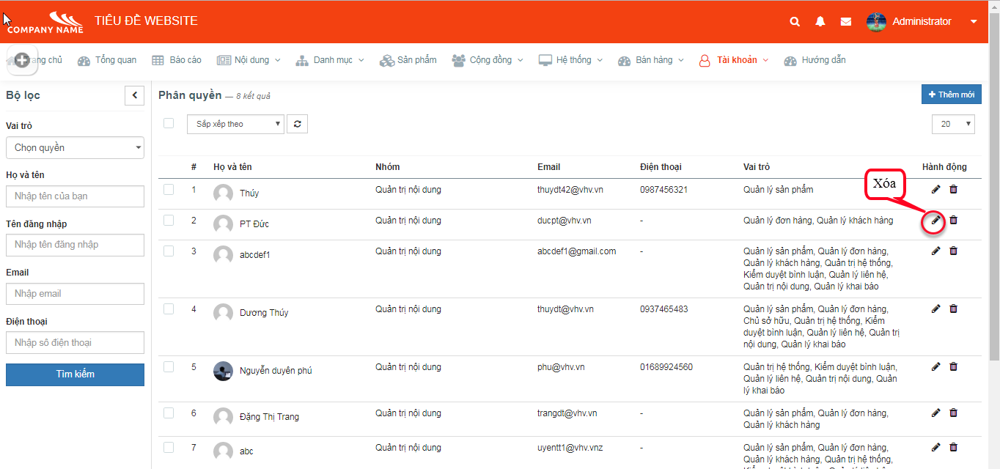 COMPANY NAME
TIÊU ĐỀ WEBSITE
Administrator
Trang chủ
Tổng quan
Báo cáo
Nội dung
Danh mục
Sản phẩm
Cộng đồng
Hệ thống
Bán hàng
Tài khoản
Hướng dẫn
Bộ lọc
Vai trò
Chọn quyền
Họ và tên
Nhập tên của bạn
Tên đăng nhập
Nhập tên đăng nhập
Email
Nhập email
Điện thoại
Nhập số điện thoại
Tìm kiếm
Phân quyền — 8 kết quả
Thêm mới
Sắp xếp theo
20
# Họ và tên Nhóm Email Điện thoại Vai trò Hành động
Xóa
1 Thúy Quản trị nội dung thuydt42@vhv.vn 0987456321 Quản lý sản phẩm
2 PT Đức Quản trị nội dung ducpt@vhv.vn - Quản lý đơn hàng, Quản lý khách hàng
3 abcdef1 Quản trị nội dung abcdef1@gmail.com - Quản lý sản phẩm, Quản lý đơn hàng,
Quản lý khách hàng, Quản trị hệ thống,
Kiểm duyệt bình luận, Quản lý liên hệ,
Quản trị nội dung, Quản lý khai báo
4 Dương Thúy Quản trị nội dung thuydt@vhv.vn 0937465483 Quản lý sản phẩm, Quản lý đơn hàng,
Chủ sở hữu, Quản trị hệ thống, Kiểm
duyệt bình luận, Quản lý liên hệ, Quản trị
nội dung, Quản lý khai báo
5 Nguyễn duyên phú Quản trị nội dung phu@vhv.vn 01689924560 Quản trị hệ thống, Kiểm duyệt bình luận,
Quản lý liên hệ, Quản trị nội dung, Quản
lý khai báo
6 Đặng Thị Trang Quản trị nội dung trangdt@vhv.vn - Quản lý sản phẩm, Quản lý đơn hàng,
Quản lý khách hàng
7 abc Quản trị nội dung uyentt1@vhv.vnz - Quản lý sản phẩm, Quản lý đơn hàng,
Quản lý khách hàng, Quản trị hệ thống,